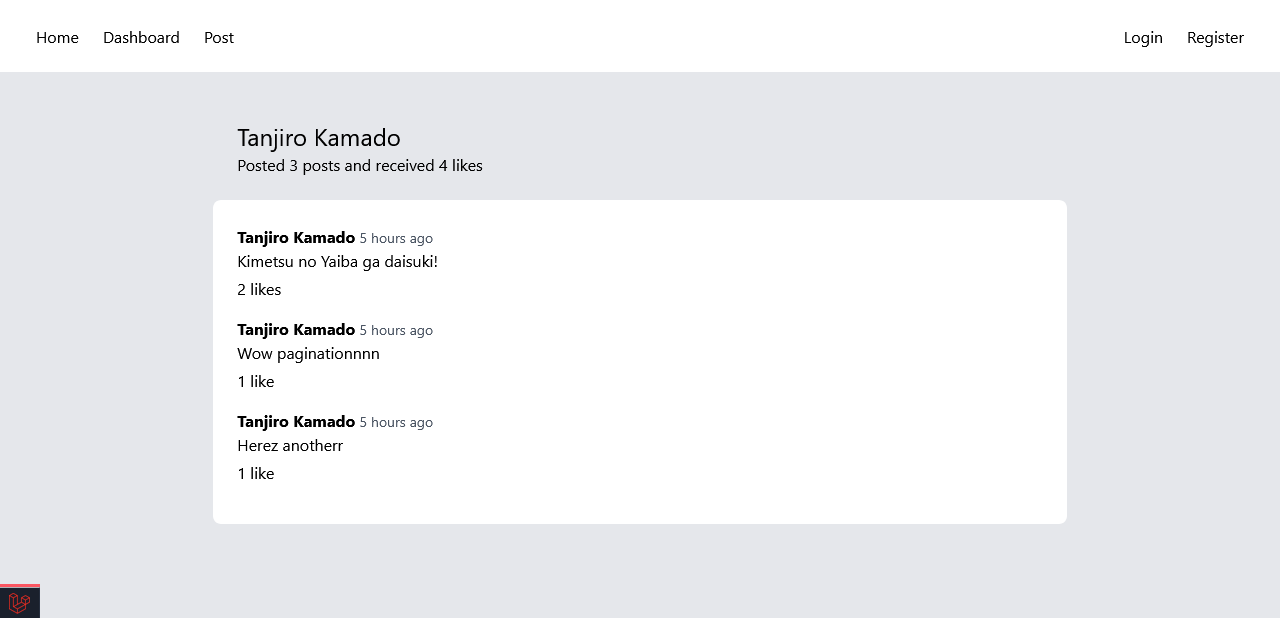 Home Dashboard Post Login Register
Tanjiro Kamado
Posted 3 posts and received 4 likes
Tanjiro Kamado 5 hours ago
Kimetsu no Yaiba ga daisuki!
2 likes
Tanjiro Kamado 5 hours ago
Wow paginationnnn
1 like
Tanjiro Kamado 5 hours ago
Herez anotherr
1 like